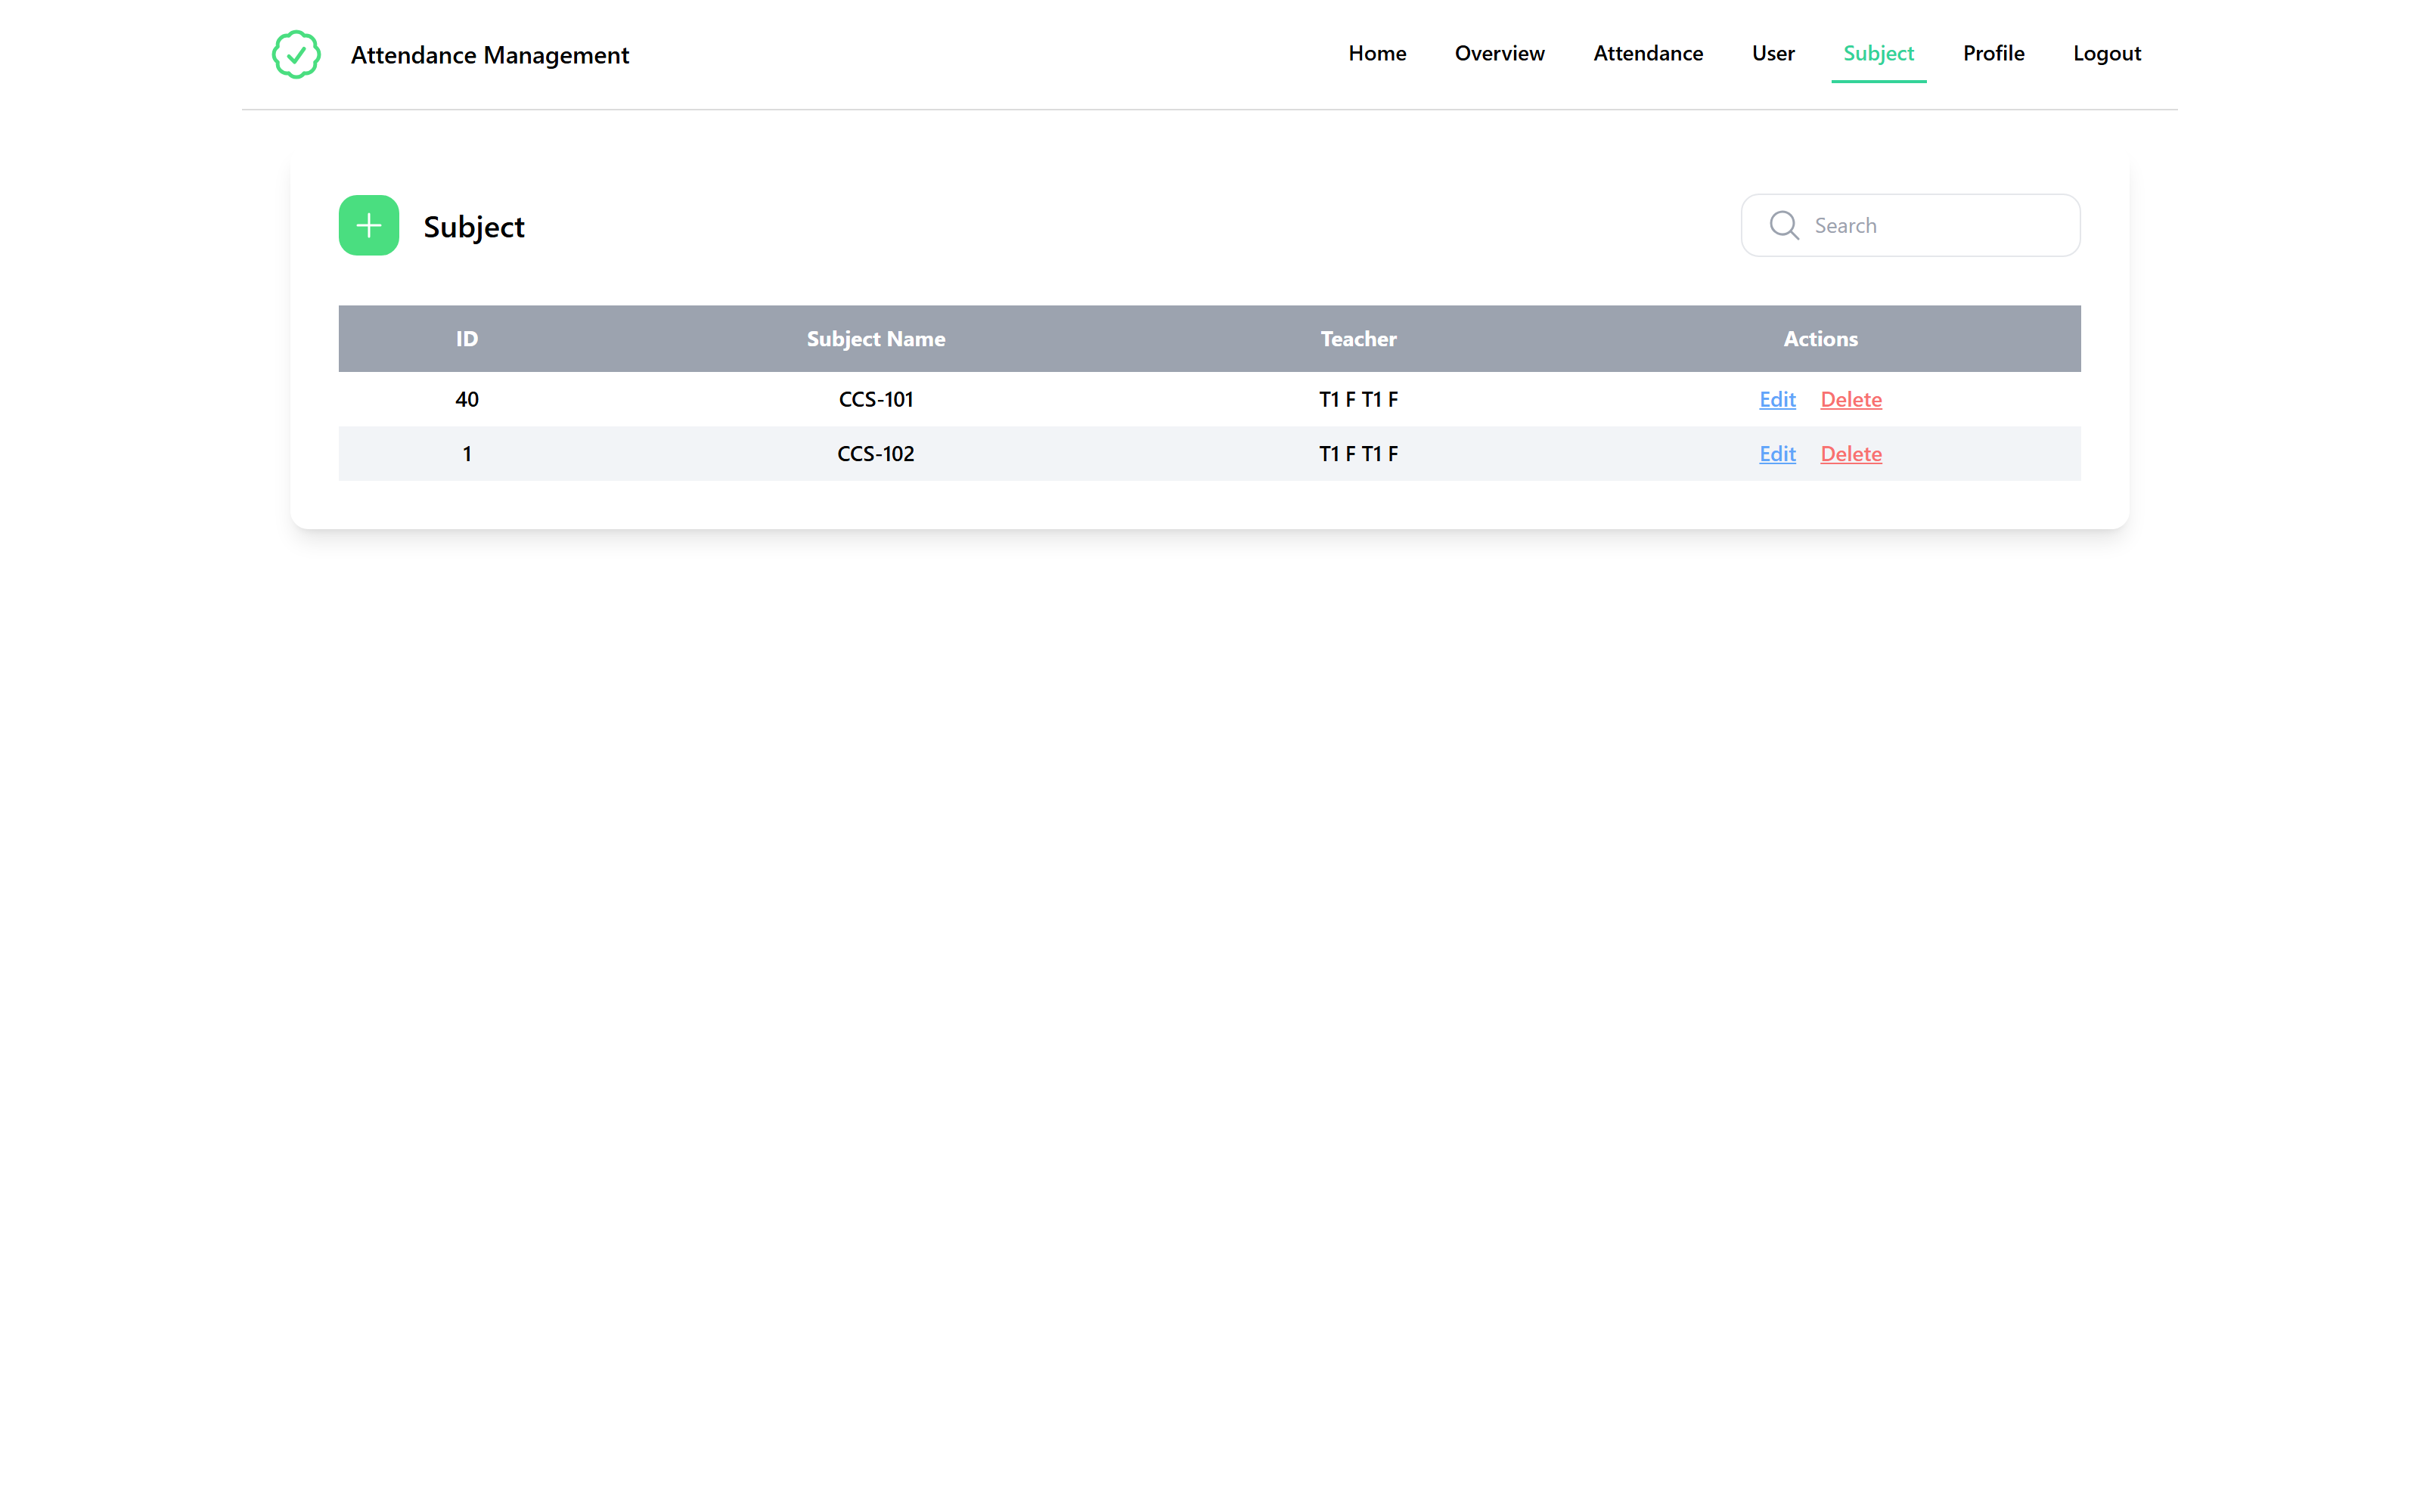 Attendance Management Home Overview Attendance User Subject Profile Logout
Subject Search
ID Subject Name Teacher Actions
40 CCS-101 T1 F T1 F Edit Delete
1 CCS-102 T1 F T1 F Edit Delete